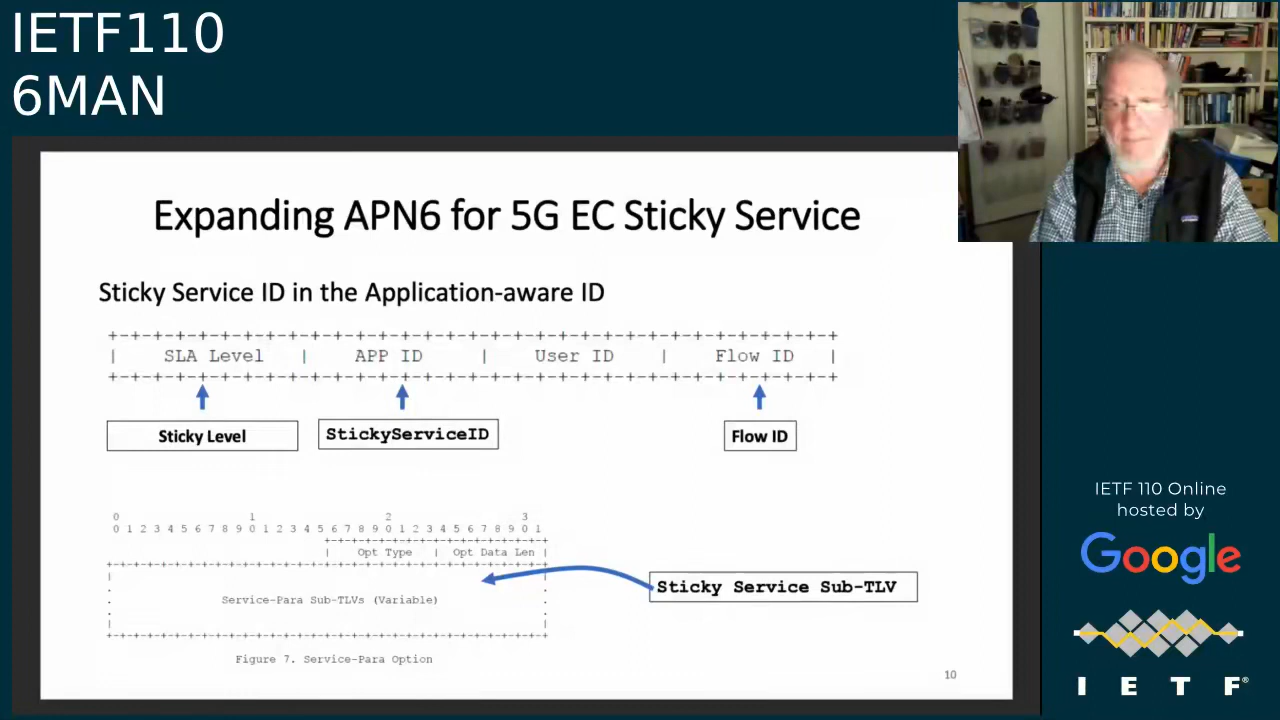 IETF110
6MAN
Expanding APN6 for 5G EC Sticky Service
Sticky Service ID in the Application-aware ID
+-+-+-+-+-+-+-+-+-+-+-+-+-+-+-+-+-+-+-+-+-+-+-+-+-+-+-+-+-+-+-+-+-+-+-+-+-+-+-+-+-+-+-+-+
| SLA Level | APP ID | User ID | Flow ID |
+-+-+-+-+-+-+-+-+-+-+-+-+-+-+-+-+-+-+-+-+-+-+-+-+-+-+-+-+-+-+-+-+-+-+-+-+-+-+-+-+-+-+-+-+
Sticky Level
StickyServiceID
Flow ID
0 1 2 3
0 1 2 3 4 5 6 7 8 9 0 1 2 3 4 5 6 7 8 9 0 1 2 3 4 5 6 7 8 9 0 1
+-+-+-+-+-+-+-+-+-+-+-+-+-+-+-+-+
| Opt Type | Opt Data Len |
+-+-+-+-+-+-+-+-+-+-+-+-+-+-+-+-+-+-+-+-+-+-+-+-+-+-+-+-+-+-+-+-+
| |
. .
. Service-Para Sub-TLVs (Variable) .
. .
| |
+-+-+-+-+-+-+-+-+-+-+-+-+-+-+-+-+-+-+-+-+-+-+-+-+-+-+-+-+-+-+-+-+
Sticky Service Sub-TLV
Figure 7. Service-Para Option
10
IETF 110 Online
hosted by
Google
I E T F®